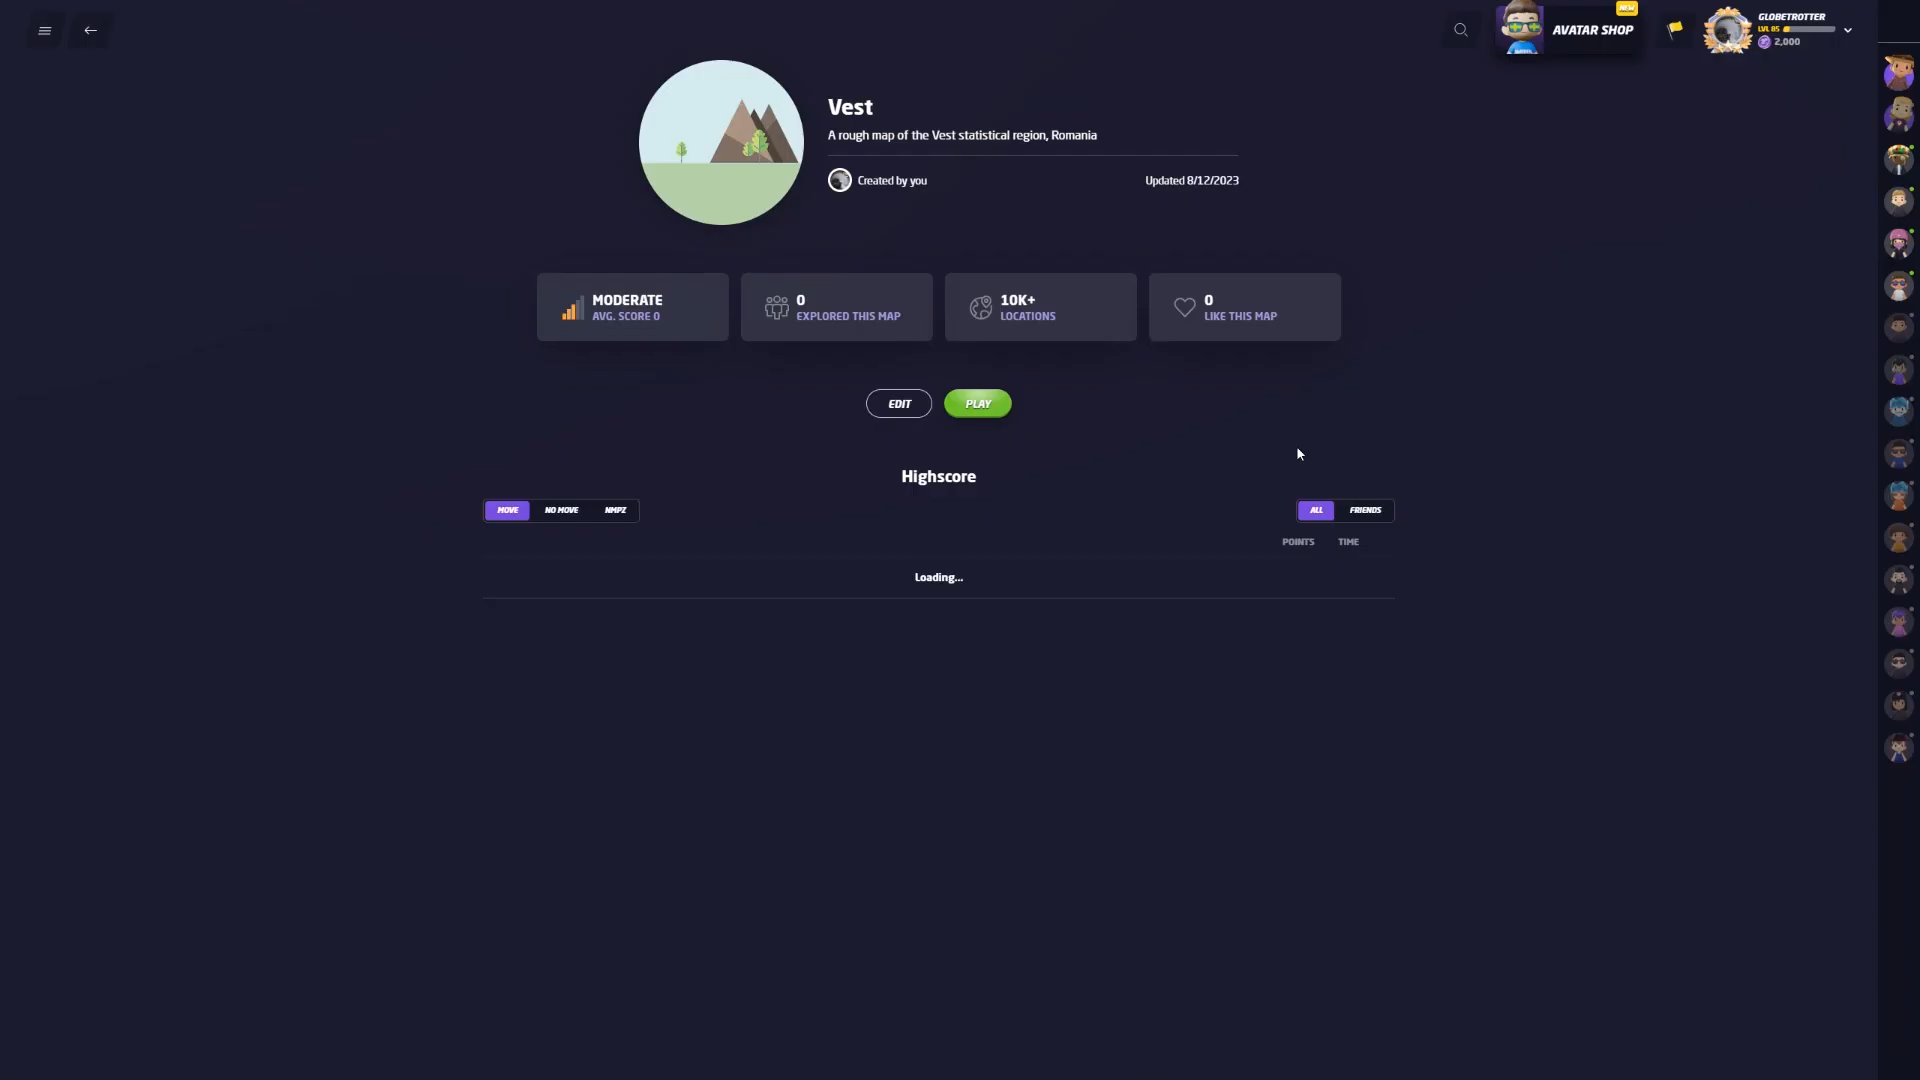 NEW
AVATAR SHOP
GLOBETROTTER
LVL 85
2,000
Vest
A rough map of the Vest statistical region, Romania
Created by you
Updated 8/12/2023
MODERATE
AVG. SCORE 0
0
EXPLORED THIS MAP
10K+
LOCATIONS
0
LIKE THIS MAP
EDIT
PLAY
Highscore
MOVE NO MOVE NMPZ
ALL FRIENDS
POINTS TIME
Loading...